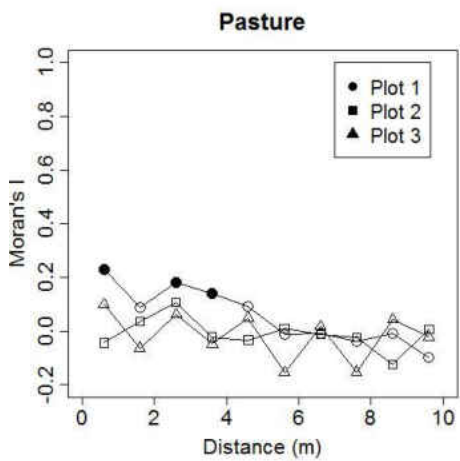 Pasture
1.0
0.8
0.6
0.4
0.2
0.0
-0.2
Moran's I
Plot 1
Plot 2
Plot 3
0 2 4 6 8 10
Distance (m)